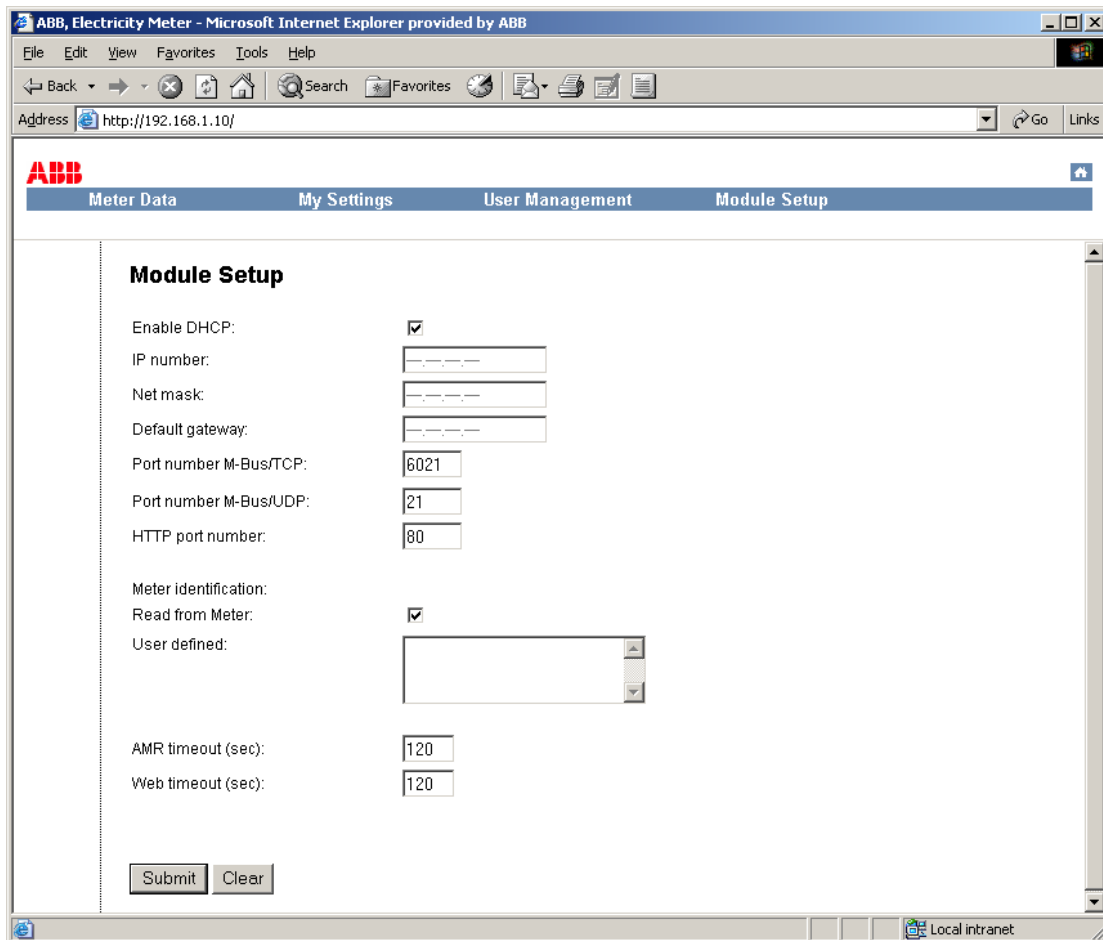 ABB, Electricity Meter - Microsoft Internet Explorer provided by ABB
File Edit View Favorites Tools Help
Back Search Favorites
Address http://192.168.1.10/ Go Links
ABB
Meter Data My Settings User Management Module Setup
Module Setup
Enable DHCP:
IP number: —.—.—.—
Net mask: —.—.—.—
Default gateway: —.—.—.—
Port number M-Bus/TCP: 6021
Port number M-Bus/UDP: 21
HTTP port number: 80
Meter identification:
Read from Meter:
User defined:
AMR timeout (sec): 120
Web timeout (sec): 120
Submit Clear
Local intranet